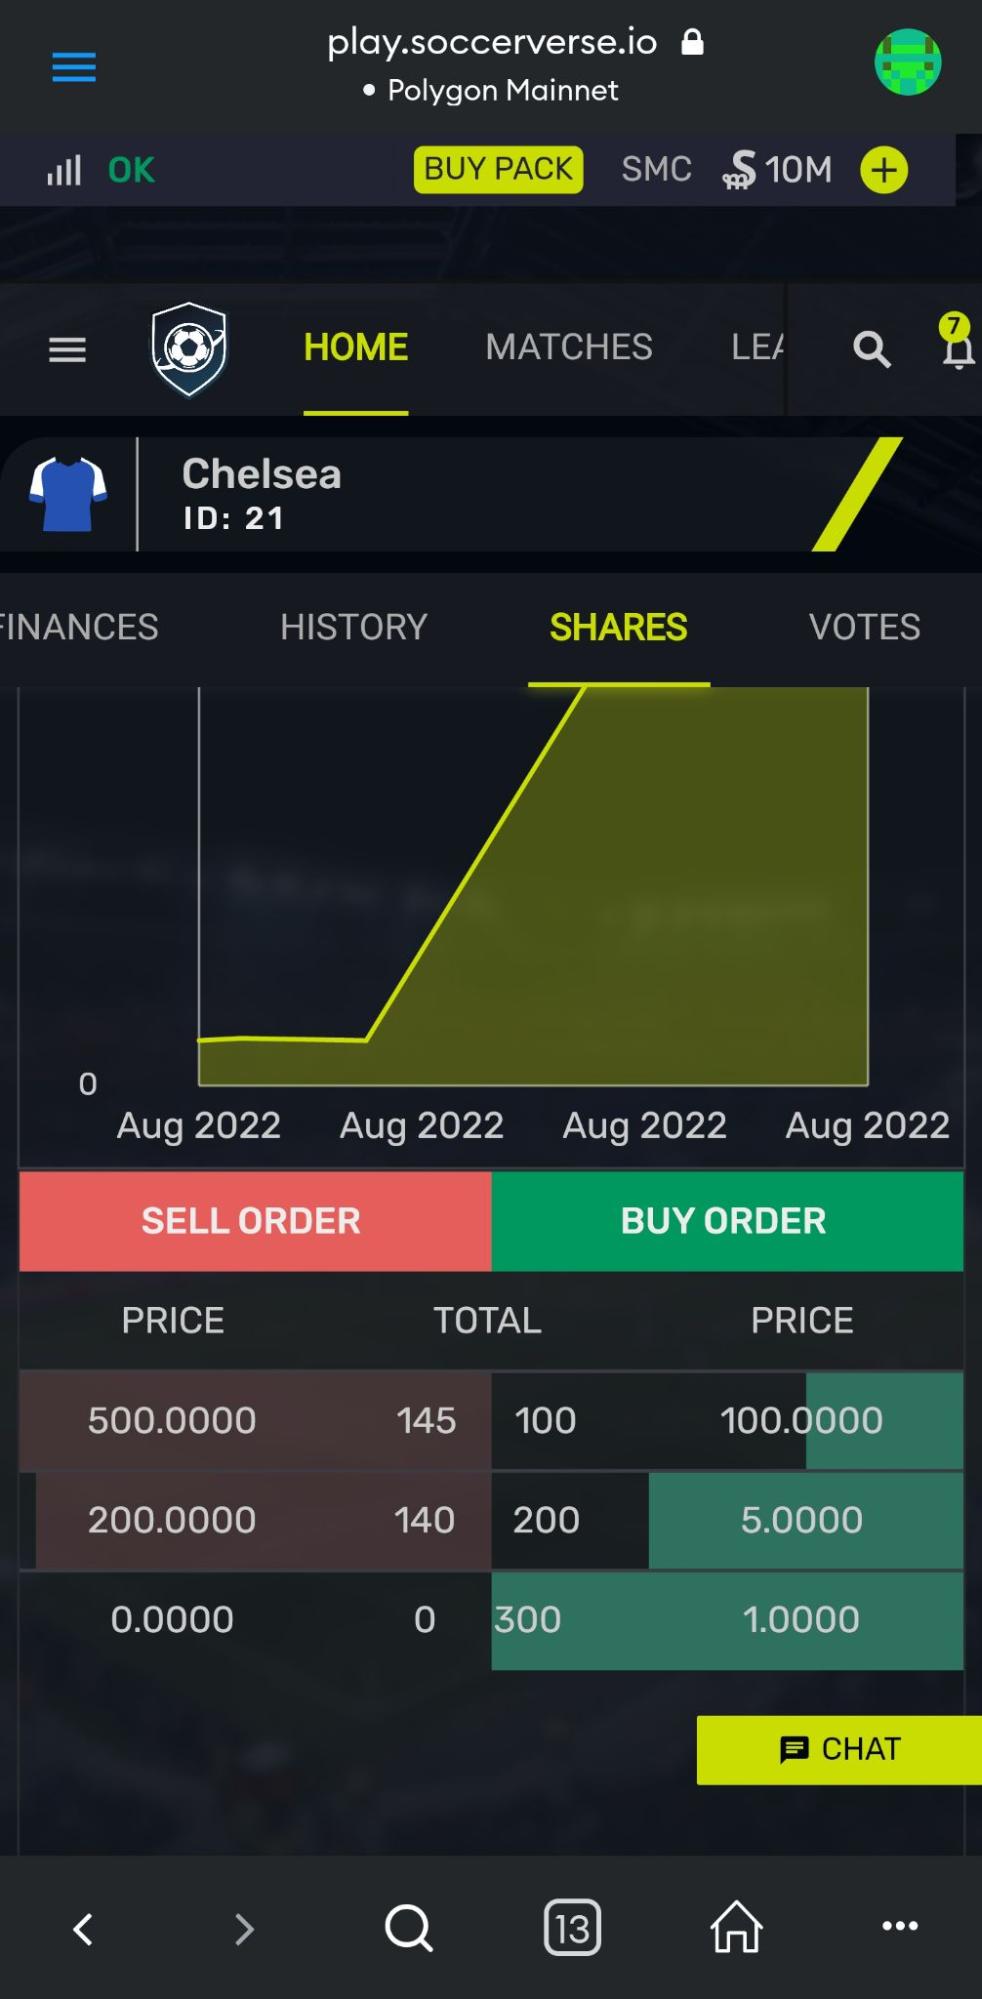 play.soccerverse.io
• Polygon Mainnet
OK BUY PACK SMC 10M
HOME MATCHES LEA 7
Chelsea
ID: 21
FINANCES HISTORY SHARES VOTES
0
Aug 2022 Aug 2022 Aug 2022 Aug 2022
SELL ORDER BUY ORDER
PRICE TOTAL PRICE
500.0000 145 100 100.0000
200.0000 140 200 5.0000
0.0000 0 300 1.0000
CHAT
13